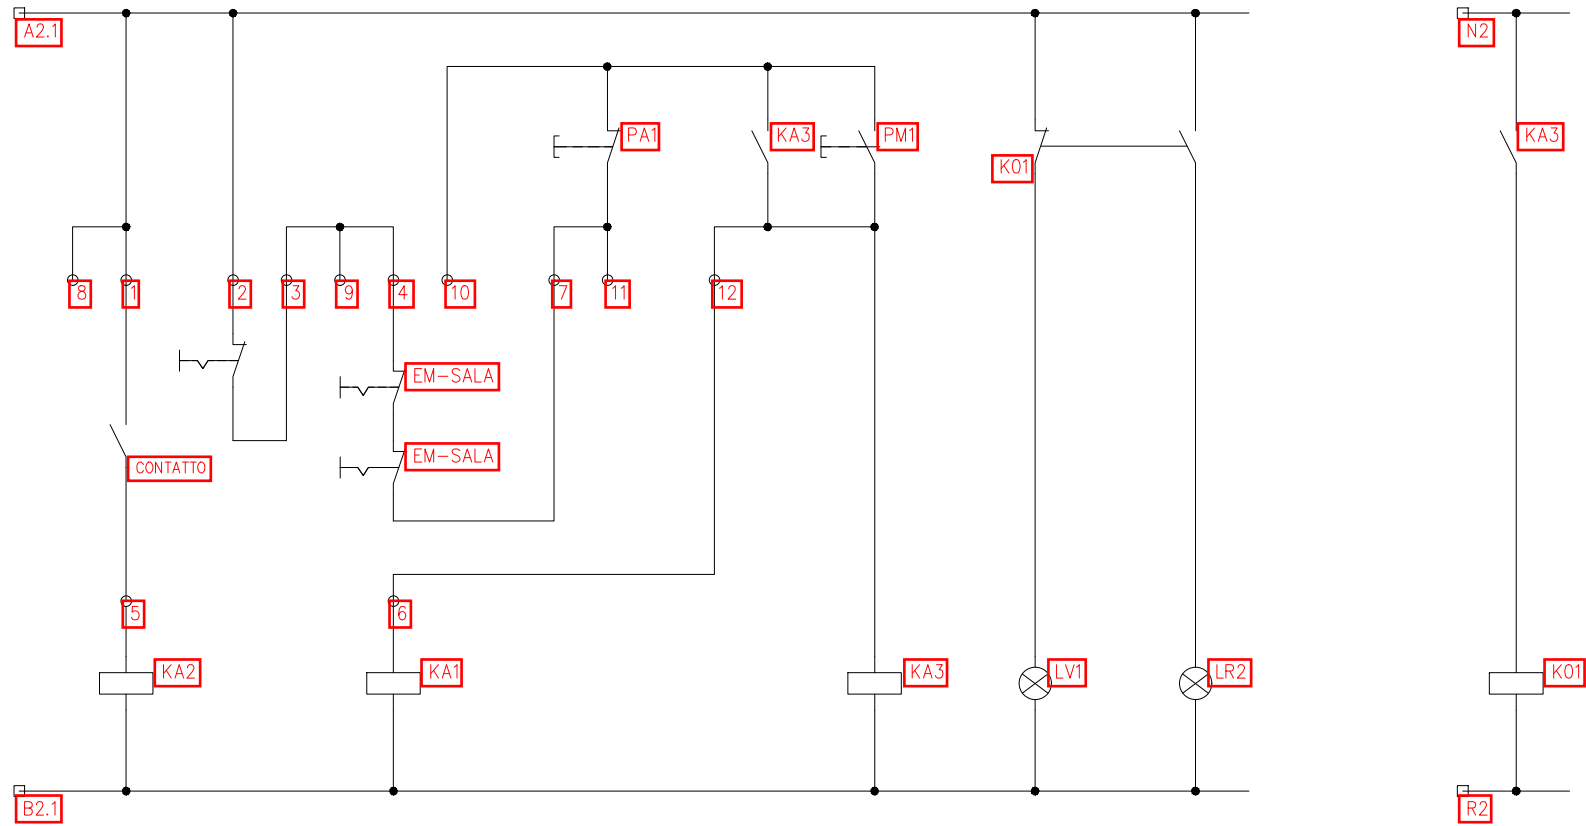 A2.1
N2
PA1
KA3
PM1
KA3
K01
8
1
2
3
9
4
10
7
11
12
EM-SALA
EM-SALA
CONTATTO
5
6
KA2
KA1
KA3
LV1
LR2
K01
B2.1
R2